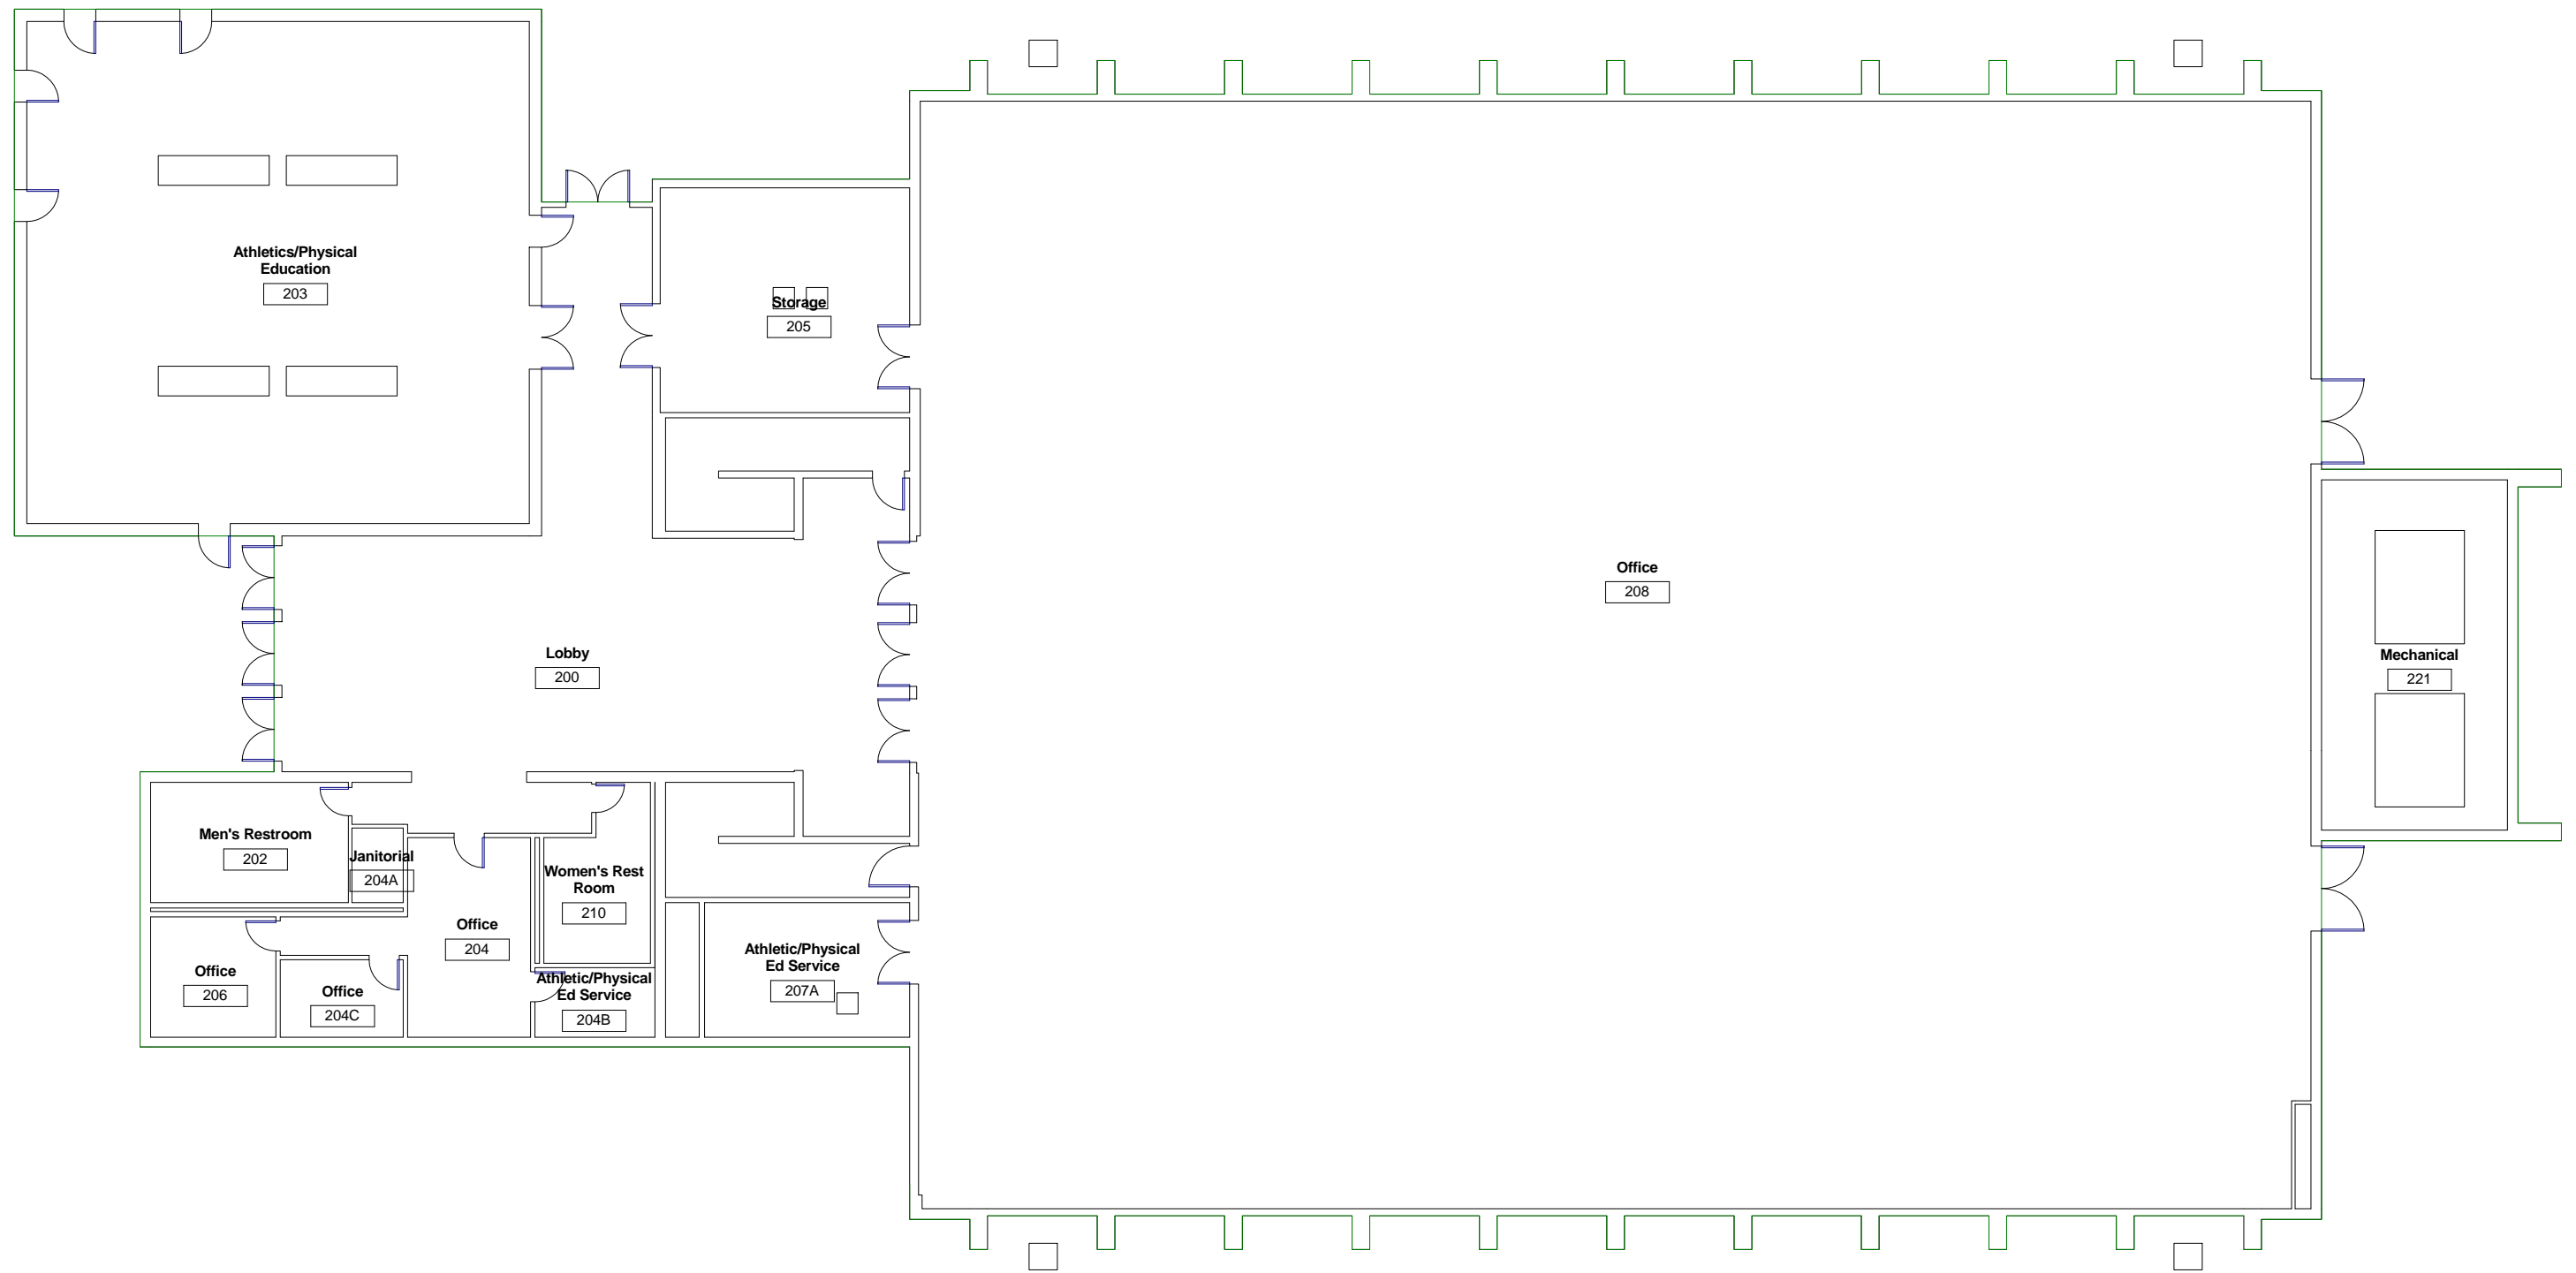 Athletics/Physical
Education
203
Storage
205
Office
208
Lobby
200
Mechanical
221
Men's Restroom
202
Janitorial
204A
Women's Rest
Room
210
Office
204
Athletic/Physical
Ed Service
207A
Office
206
Office
204C
Athletic/Physical
Ed Service
204B